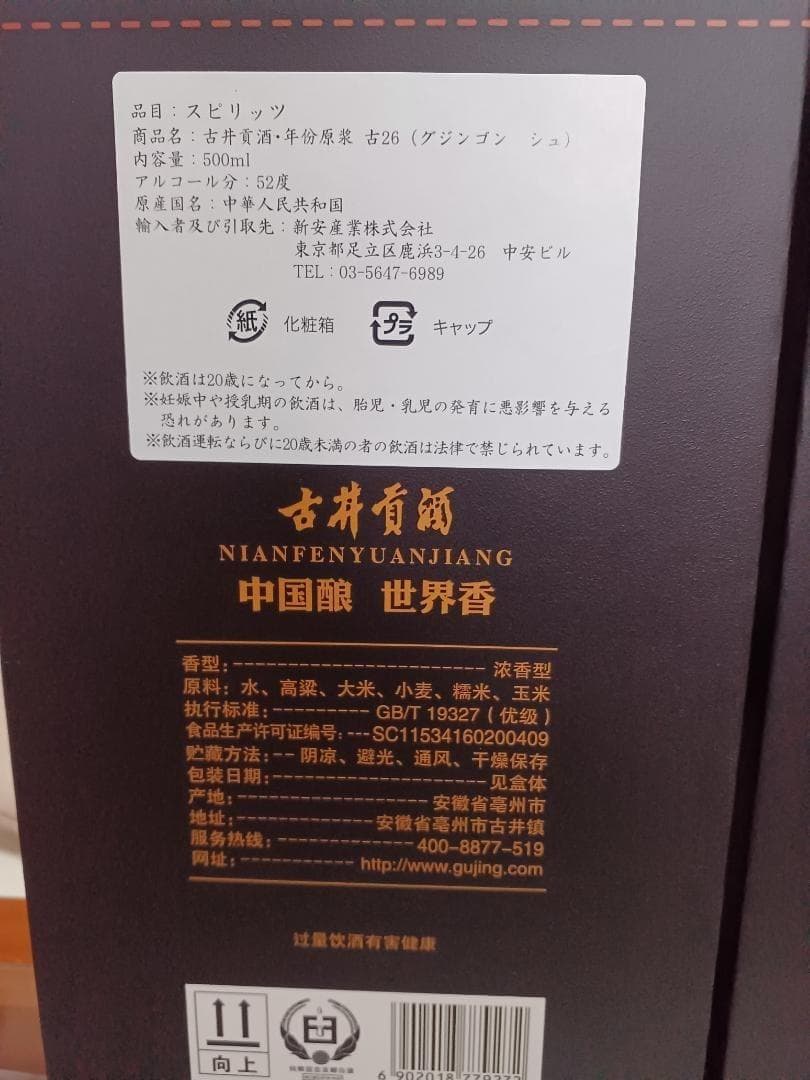 品目：スピリッツ
商品名：古井貢酒・年份原浆 古26（グジンゴン シュ）
内容量：500ml
アルコール分：52度
原産国名：中華人民共和国
輸入者及び引取先：新安産業株式会社
東京都足立区鹿浜3-4-26 中安ビル
TEL：03-5647-6989
紙 化粧箱 プラ キャップ
※飲酒は20歳になってから。
※妊娠中や授乳期の飲酒は、胎児・乳児の発育に悪影響を与える
恐れがあります。
※飲酒運転ならびに20歳未満の者の飲酒は法律で禁じられています。
古井贡酒
NIANFENYUANJIANG
中国酿 世界香
香型：------------------------ 浓香型
原料：水、高粱、大米、小麦、糯米、玉米
执行标准：--------- GB/T 19327（优级）
食品生产许可证编号：---SC11534160200409
贮藏方法：-- 阴凉、避光、通风、干燥保存
包装日期：-------------------- 见盒体
产地：------------------ 安徽省亳州市
地址：------------- 安徽省亳州市古井镇
服务热线：------------- 400-8877-519
网址：----------- http://www.gujing.com
过量饮酒有害健康
向上